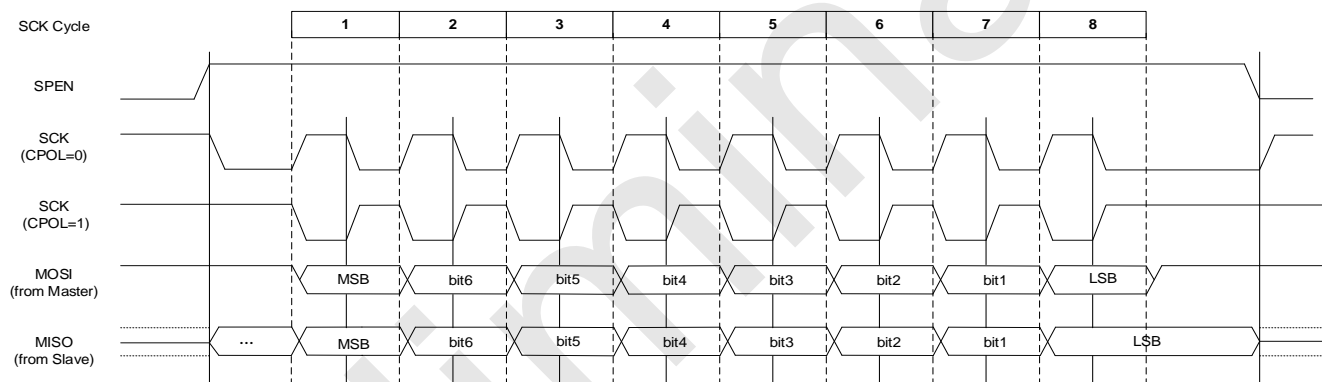 SCK Cycle 1 2 3 4 5 6 7 8
SPEN
SCK
(CPOL=0)
SCK
(CPOL=1)
MOSI
(from Master)
MSB bit6 bit5 bit4 bit3 bit2 bit1 LSB
MISO
(from Slave)
... MSB bit6 bit5 bit4 bit3 bit2 bit1 LSB